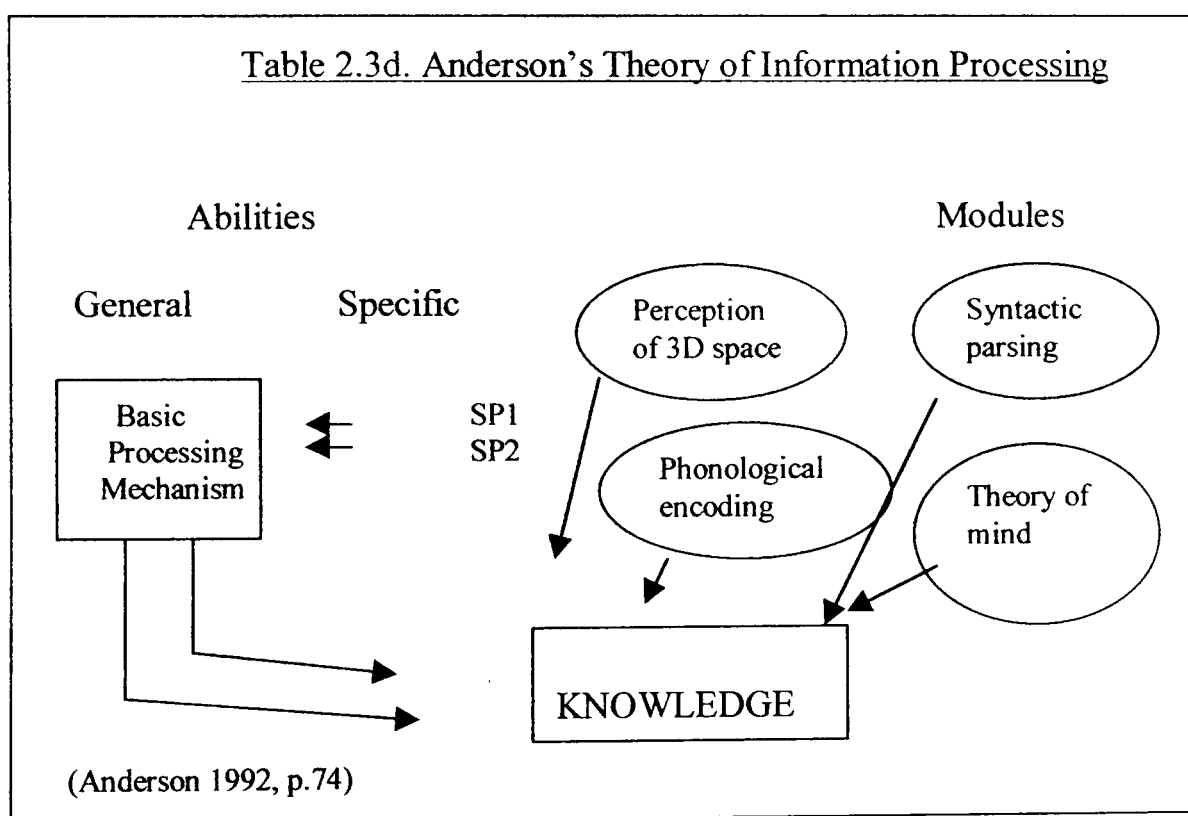 Table 2.3d. Anderson's Theory of Information Processing
Abilities
Modules
General
Specific
Perception
of 3D space
Syntactic
parsing
Basic
Processing
Mechanism
SP1
SP2
Phonological
encoding
Theory of
mind
KNOWLEDGE
(Anderson 1992, p.74)